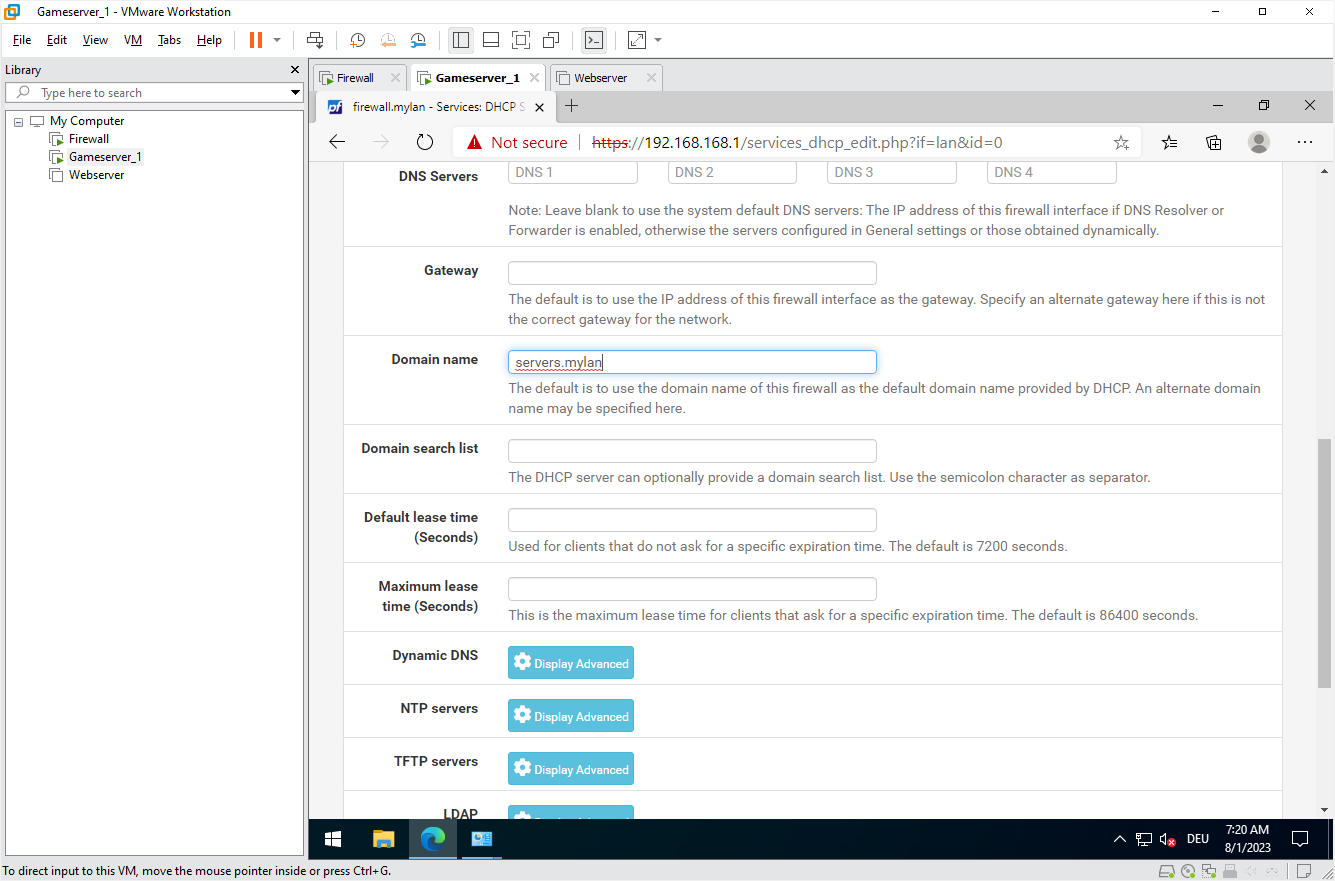 Gameserver_1 - VMware Workstation
File Edit View VM Tabs Help
Library
Type here to search
My Computer
Firewall
Gameserver_1
Webserver
Firewall Gameserver_1 Webserver
pf firewall.mylan - Services: DHCP S
Not secure https://192.168.168.1/services_dhcp_edit.php?if=lan&id=0
DNS Servers DNS 1 DNS 2 DNS 3 DNS 4
Note: Leave blank to use the system default DNS servers: The IP address of this firewall interface if DNS Resolver or
Forwarder is enabled, otherwise the servers configured in General settings or those obtained dynamically.
Gateway
The default is to use the IP address of this firewall interface as the gateway. Specify an alternate gateway here if this is not
the correct gateway for the network.
Domain name servers.mylan
The default is to use the domain name of this firewall as the default domain name provided by DHCP. An alternate domain
name may be specified here.
Domain search list
The DHCP server can optionally provide a domain search list. Use the semicolon character as separator.
Default lease time
(Seconds)
Used for clients that do not ask for a specific expiration time. The default is 7200 seconds.
Maximum lease
time (Seconds)
This is the maximum lease time for clients that ask for a specific expiration time. The default is 86400 seconds.
Dynamic DNS Display Advanced
NTP servers Display Advanced
TFTP servers Display Advanced
LDAP
DEU
7:20 AM
8/1/2023
To direct input to this VM, move the mouse pointer inside or press Ctrl+G.